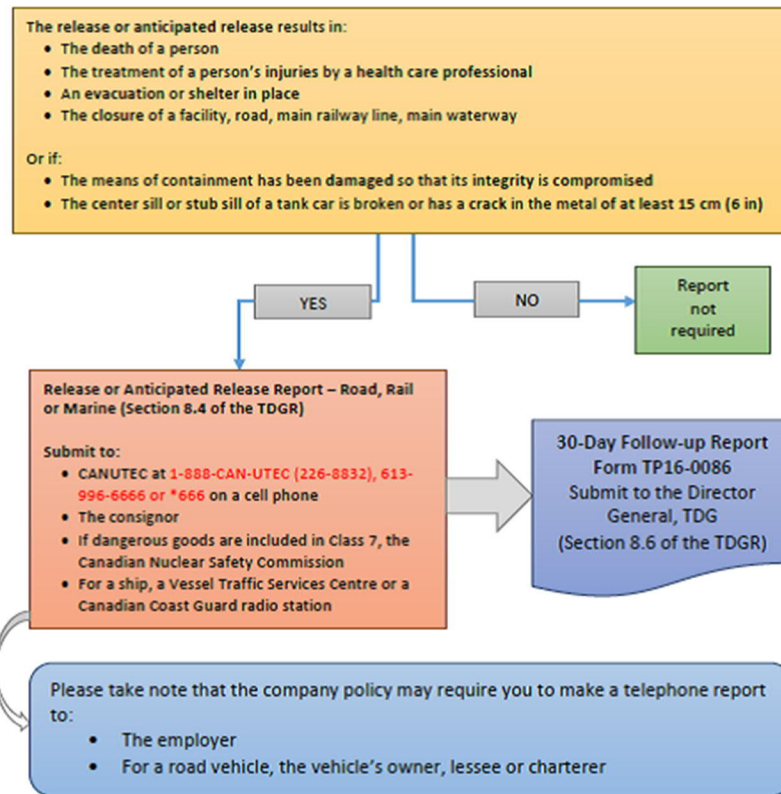 The release or anticipated release results in:
• The death of a person
• The treatment of a person's injuries by a health care professional
• An evacuation or shelter in place
• The closure of a facility, road, main railway line, main waterway
Or if:
• The means of containment has been damaged so that its integrity is compromised
• The center sill or stub sill of a tank car is broken or has a crack in the metal of at least 15 cm (6 in)
YES
NO
Report
not
required
Release or Anticipated Release Report – Road, Rail
or Marine (Section 8.4 of the TDGR)
Submit to:
• CANUTEC at 1-888-CAN-UTEC (226-8832), 613-
996-6666 or *666 on a cell phone
• The consignor
• If dangerous goods are included in Class 7, the
Canadian Nuclear Safety Commission
• For a ship, a Vessel Traffic Services Centre or a
Canadian Coast Guard radio station
30-Day Follow-up Report
Form TP16-0086
Submit to the Director
General, TDG
(Section 8.6 of the TDGR)
Please take note that the company policy may require you to make a telephone report
to:
• The employer
• For a road vehicle, the vehicle's owner, lessee or charterer